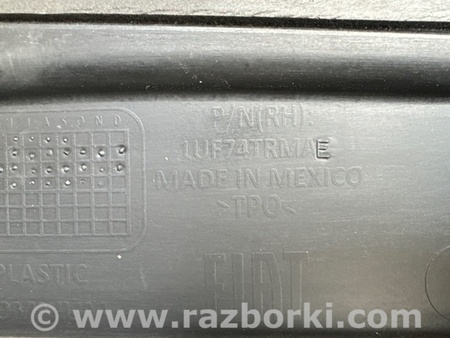 J A S O N D
P/N(RH):
1UF74TRMAE
MADE IN MEXICO
>TPO<
PLASTIC
FIAT
© www.razborki.com